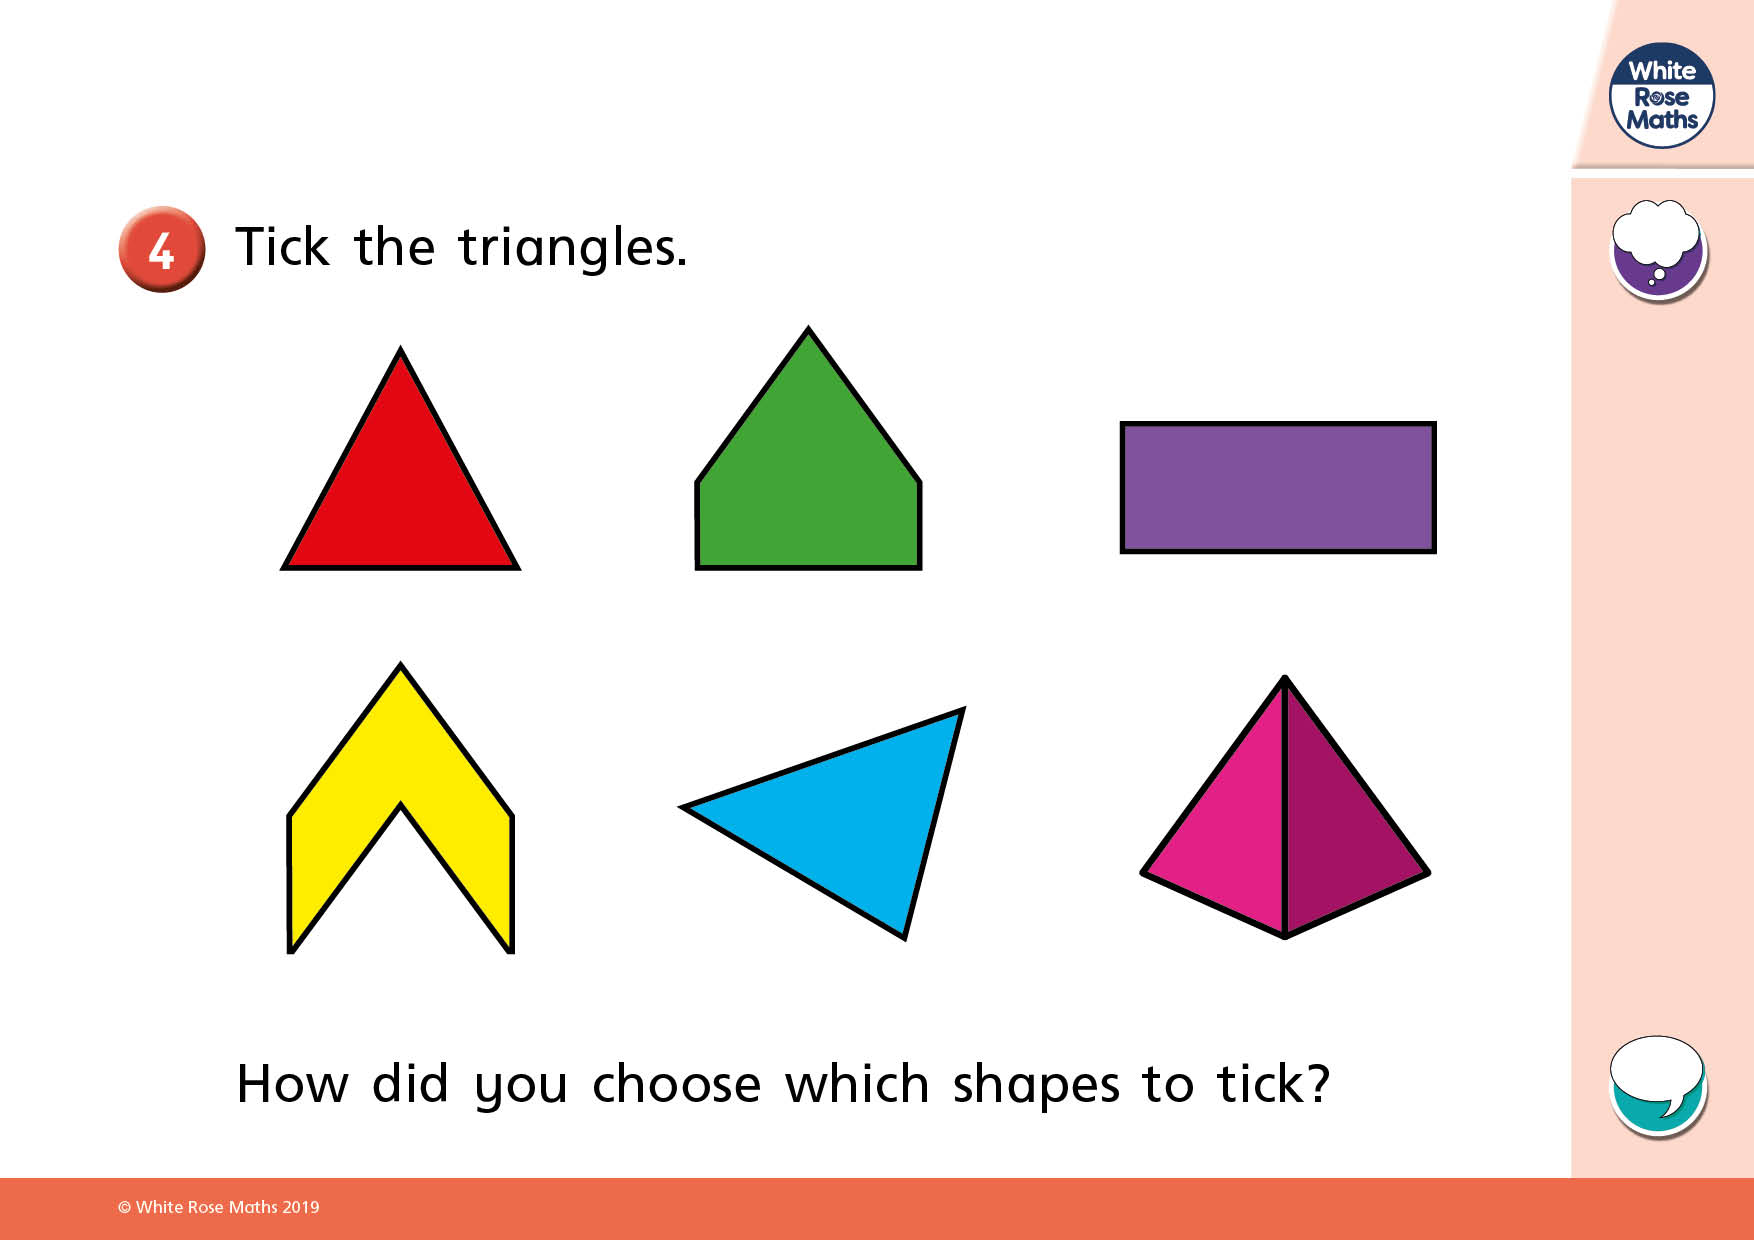 White
Rose
Maths
4 Tick the triangles.
How did you choose which shapes to tick?
© White Rose Maths 2019